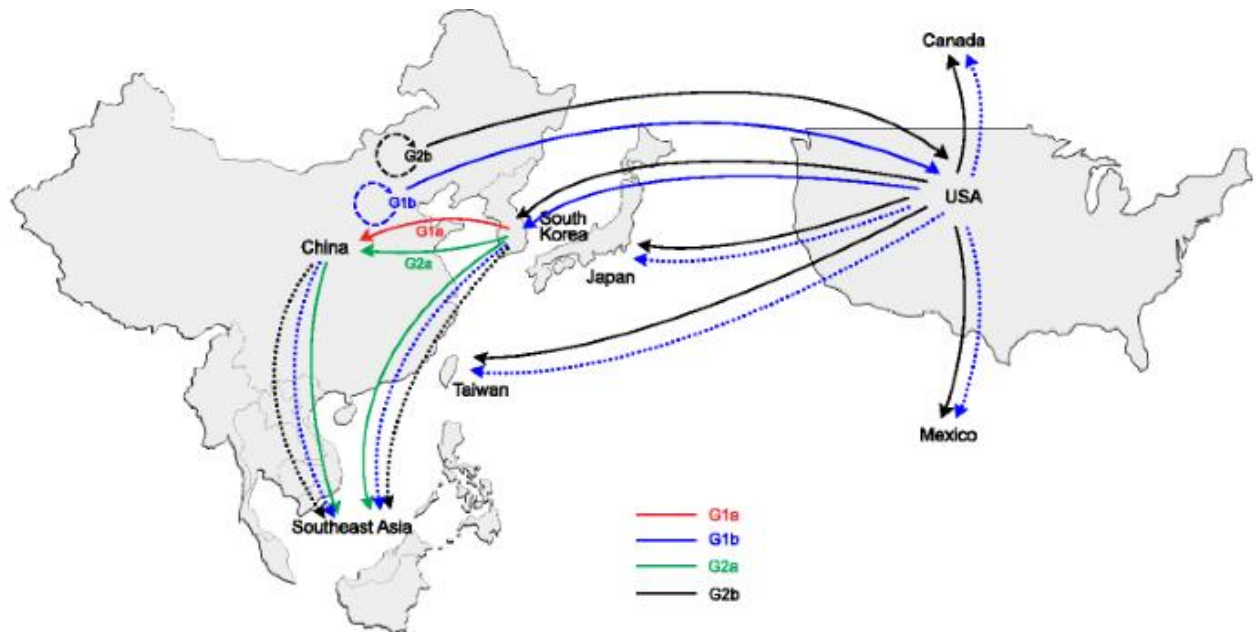 Canada
G2b
G1b
USA
South
Korea
G1a
China
G2a
Japan
Taiwan
Mexico
Southeast Asia
G1a
G1b
G2a
G2b